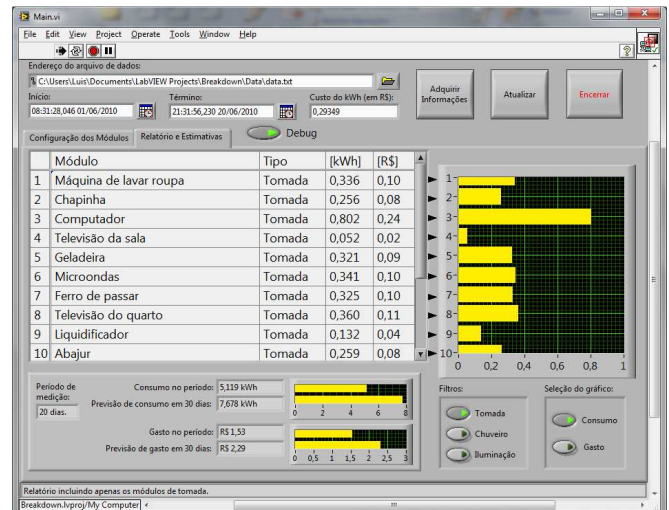 Main.vi
File Edit View Project Operate Tools Window Help
Endereço do arquivo de dados:
C:\Users\Luis\Documents\LabVIEW Projects\Breakdown\Data\data.txt
Início: Término: Custo do kWh (em R$):
08:31:28,046 01/06/2010 21:31:56,230 20/06/2010 0,29349
Adquirir Informações Atualizar Encerrar
Configuração dos Módulos Relatório e Estimativas Debug
Módulo Tipo [kWh] [R$]
1 Máquina de lavar roupa Tomada 0,336 0,10
2 Chapinha Tomada 0,256 0,08
3 Computador Tomada 0,802 0,24
4 Televisão da sala Tomada 0,052 0,02
5 Geladeira Tomada 0,321 0,09
6 Microondas Tomada 0,341 0,10
7 Ferro de passar Tomada 0,325 0,10
8 Televisão do quarto Tomada 0,360 0,11
9 Liquidificador Tomada 0,132 0,04
10 Abajur Tomada 0,259 0,08
1
2
3
4
5
6
7
8
9
10
0 0,2 0,4 0,6 0,8 1
Período de medição:
20 dias.
Consumo no período: 5,119 kWh
Previsão de consumo em 30 dias: 7,678 kWh
0 2 4 6 8
Gasto no período: R$ 1,53
Previsão de gasto em 30 dias: R$ 2,29
0 0,5 1 1,5 2 2,5 3
Filtros:
Tomada
Chuveiro
Iluminação
Seleção do gráfico:
Consumo
Gasto
Relatório incluindo apenas os módulos de tomada.
Breakdown.lvproj/My Computer